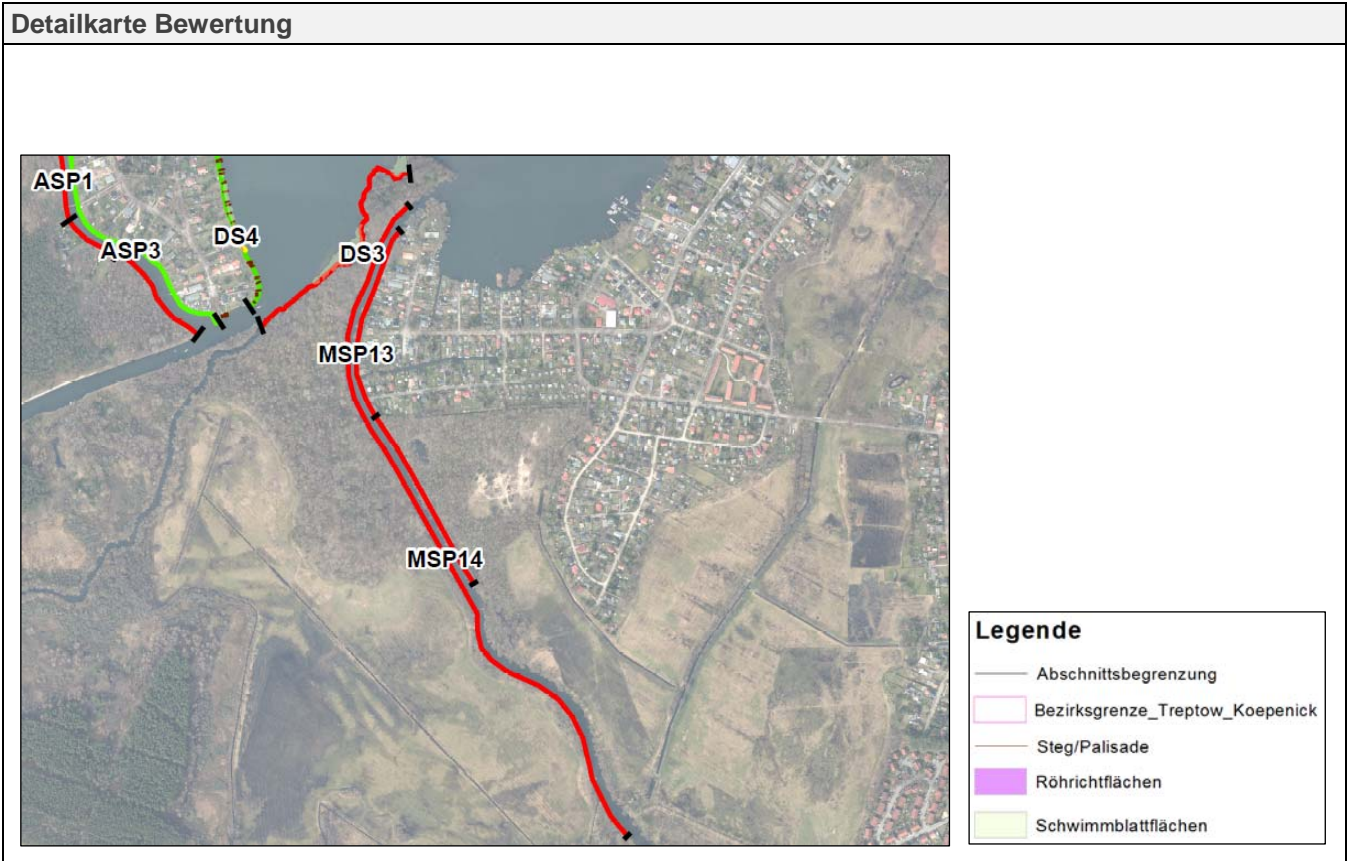 Detailkarte Bewertung
ASP1
ASP3
DS4
DS3
MSP13
MSP14
Legende
Abschnittsbegrenzung
Bezirksgrenze_Treptow_Koepenick
Steg/Palisade
Röhrichtflächen
Schwimmblattflächen